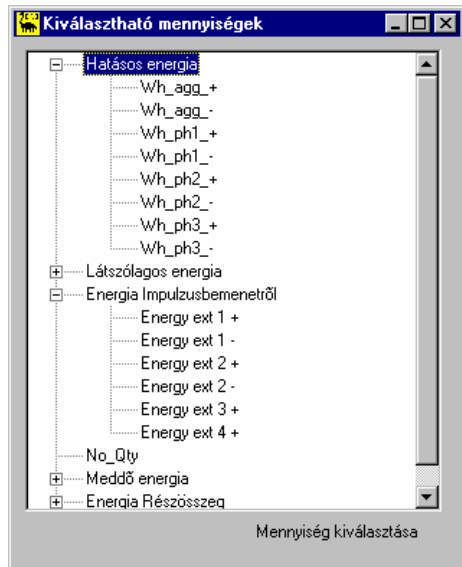 Kiválasztható mennyiségek
Hatásos energia
Wh_agg_+
Wh_agg_-
Wh_ph1_+
Wh_ph1_-
Wh_ph2_+
Wh_ph2_-
Wh_ph3_+
Wh_ph3_-
Látszólagos energia
Energia Impulzusbemenetrõl
Energy ext 1 +
Energy ext 1 -
Energy ext 2 +
Energy ext 2 -
Energy ext 3 +
Energy ext 4 +
No_Qty
Meddõ energia
Energia Részösszeg
Mennyiség kiválasztása